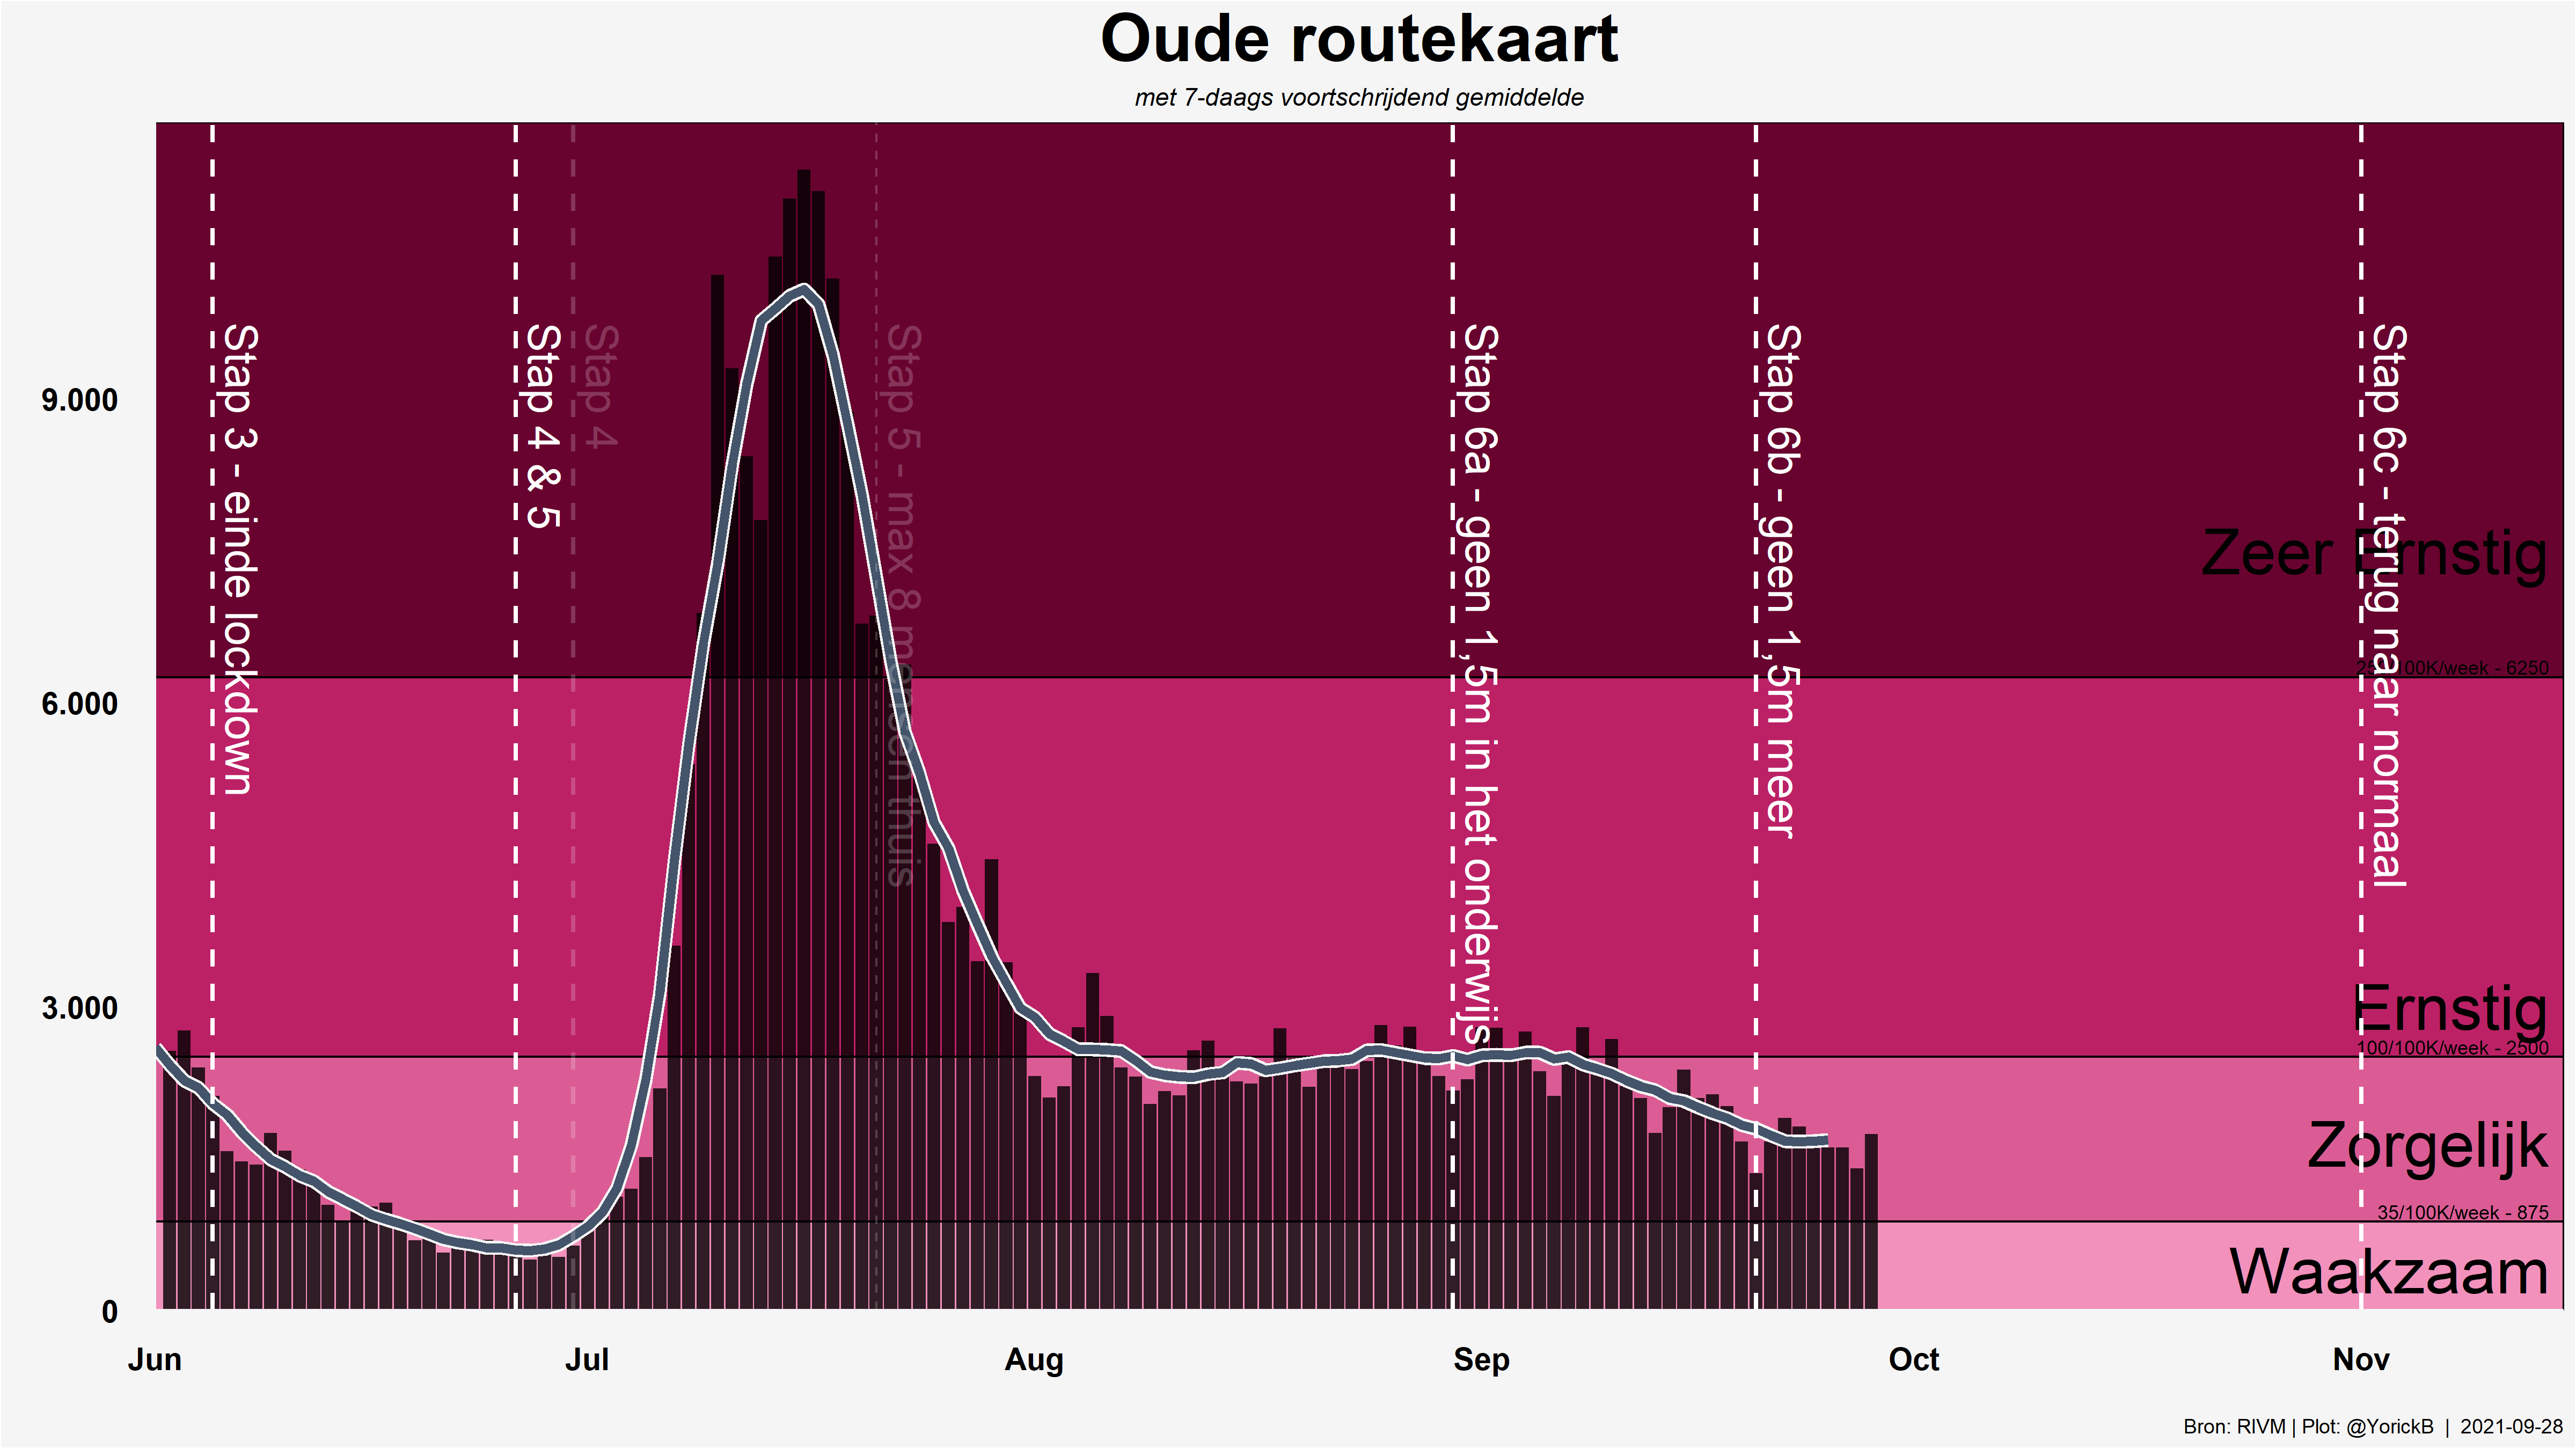 Oude routekaart
met 7-daags voortschrijdend gemiddelde
9.000
6.000
3.000
0
Stap 3 - einde lockdown
Stap 4 & 5
Stap 4
Stap 5 - max 8 mensen thuis
Stap 6a - geen 1,5m in het onderwijs
Stap 6b - geen 1,5m meer
Stap 6c - terug naar normaal
Zeer Ernstig
250/100K/week - 6250
Ernstig
100/100K/week - 2500
Zorgelijk
35/100K/week - 875
Waakzaam
Jun Jul Aug Sep Oct Nov
Bron: RIVM | Plot: @YorickB | 2021-09-28